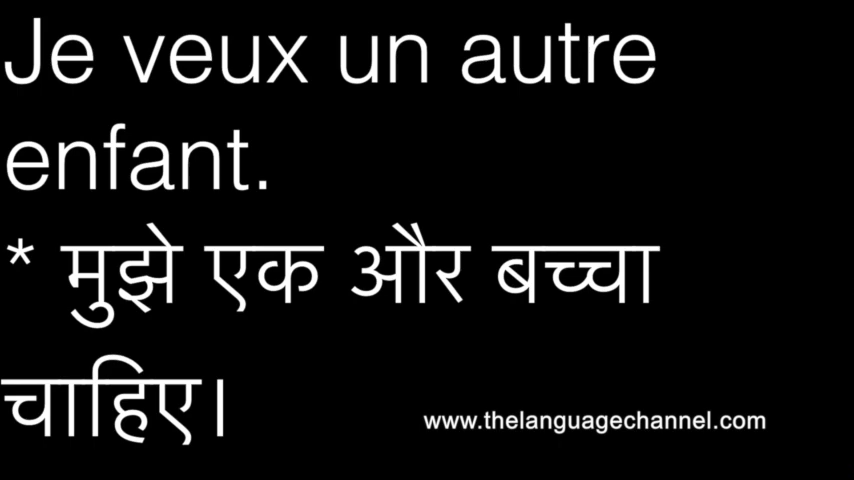 Je veux un autre
enfant.
* मुझे एक और बच्चा
चाहिए।
www.thelanguagechannel.com